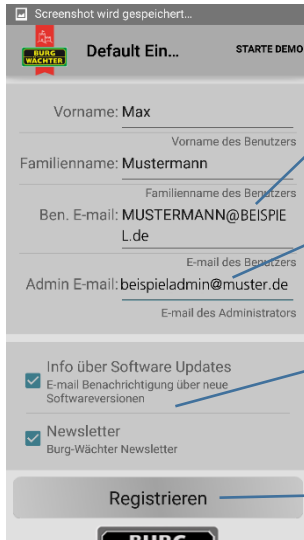 Screenshot wird gespeichert...
BURG
WÄCHTER
Default Ein...
STARTE DEMO
Vorname: Max
Vorname des Benutzers
Familienname: Mustermann
Familienname des Benutzers
Ben. E-mail: MUSTERMANN@BEISPIE
L.de
E-mail des Benutzers
Admin E-mail: beispieladmin@muster.de
E-mail des Administrators
Info über Software Updates
E-mail Benachrichtigung über neue
Softwareversionen
Newsletter
Burg-Wächter Newsletter
Registrieren
BURG